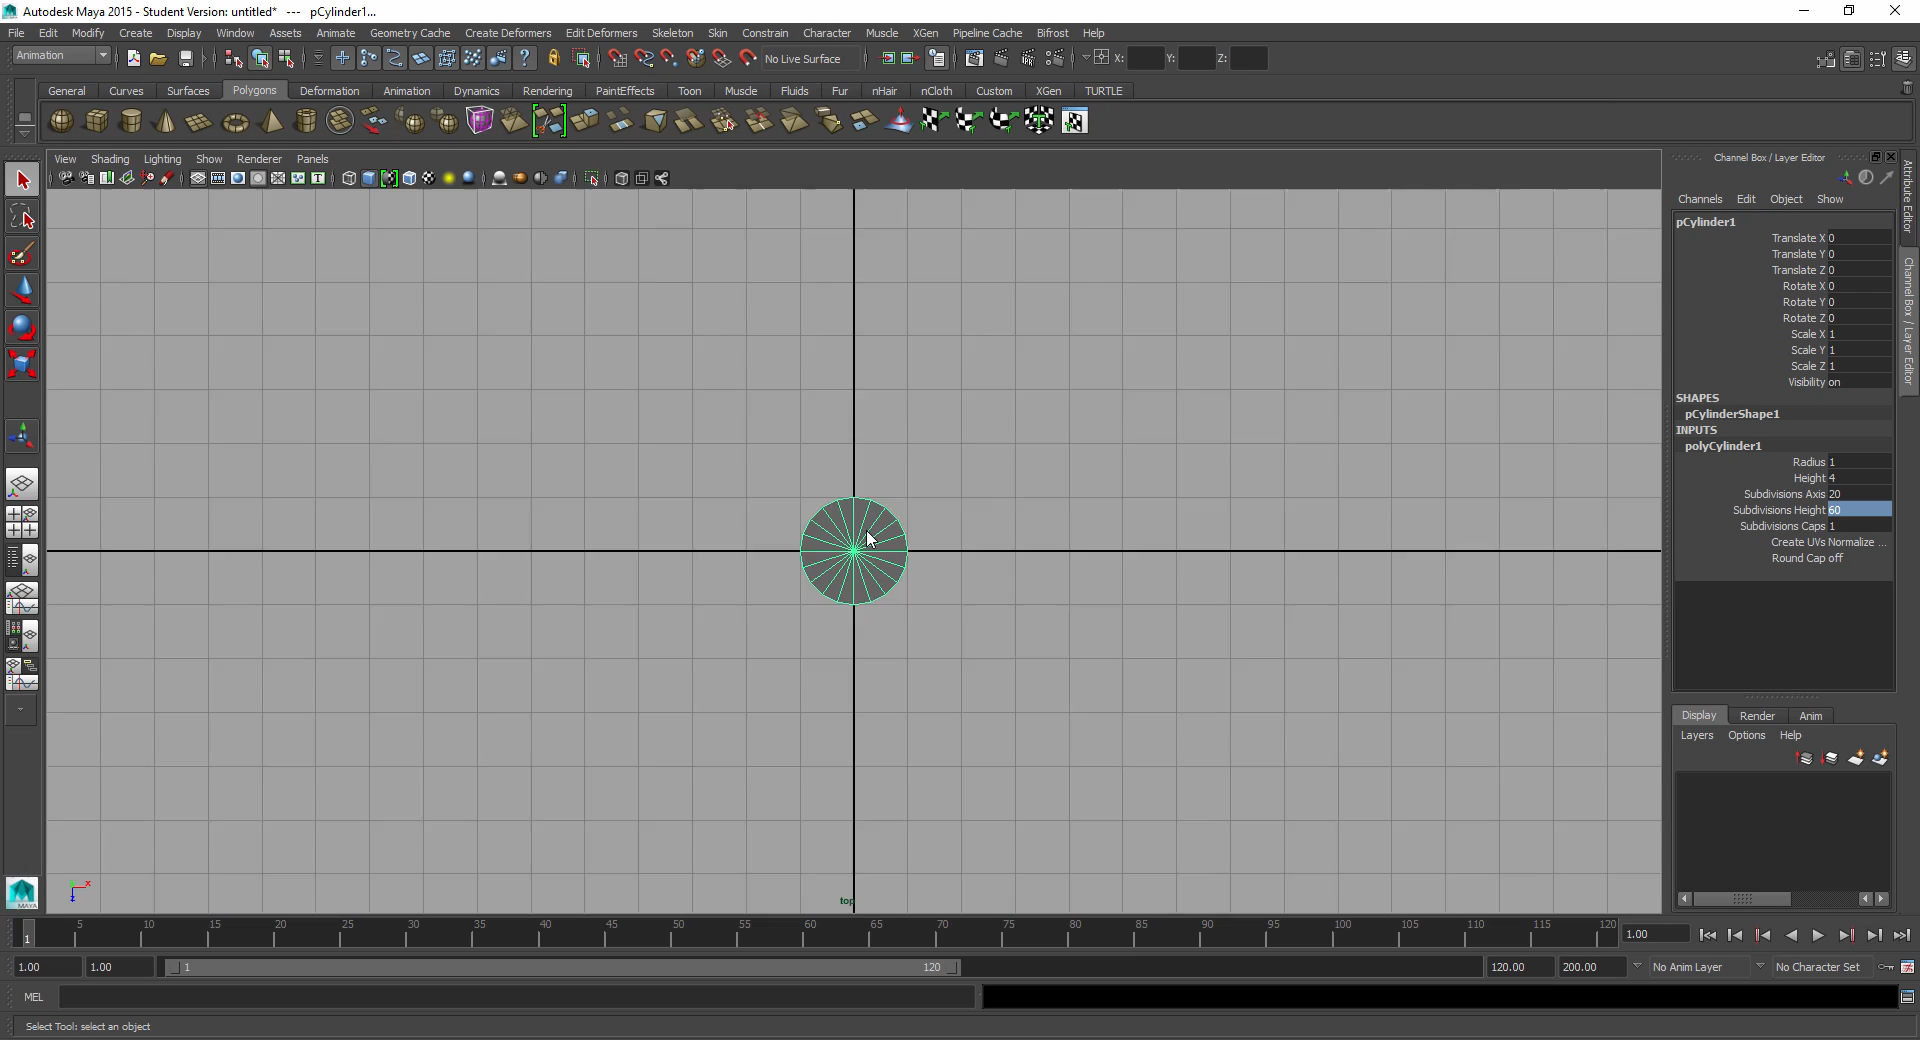 Autodesk Maya 2015 - Student Version: untitled* --- pCylinder1...
File Edit Modify Create Display Window Assets Animate Geometry Cache Create Deformers Edit Deformers Skeleton Skin Constrain Character Muscle XGen Pipeline Cache Bifrost Help
Animation No Live Surface X: Y: Z:
General Curves Surfaces Polygons Deformation Animation Dynamics Rendering PaintEffects Toon Muscle Fluids Fur nHair nCloth Custom XGen TURTLE
View Shading Lighting Show Renderer Panels
Channel Box / Layer Editor
Channels Edit Object Show
pCylinder1
Translate X 0
Translate Y 0
Translate Z 0
Rotate X 0
Rotate Y 0
Rotate Z 0
Scale X 1
Scale Y 1
Scale Z 1
Visibility on
SHAPES
pCylinderShape1
INPUTS
polyCylinder1
Radius 1
Height 4
Subdivisions Axis 20
Subdivisions Height 60
Subdivisions Caps 1
Create UVs Normalize ...
Round Cap off
Attribute Editor
Channel Box / Layer Editor
Display Render Anim
Layers Options Help
x
z
top
MAYA
1 5 10 15 20 25 30 35 40 45 50 55 60 65 70 75 80 85 90 95 100 105 110 115 120 1.00
1.00 1.00 1 120 120.00 200.00 No Anim Layer No Character Set
MEL
Select Tool: select an object